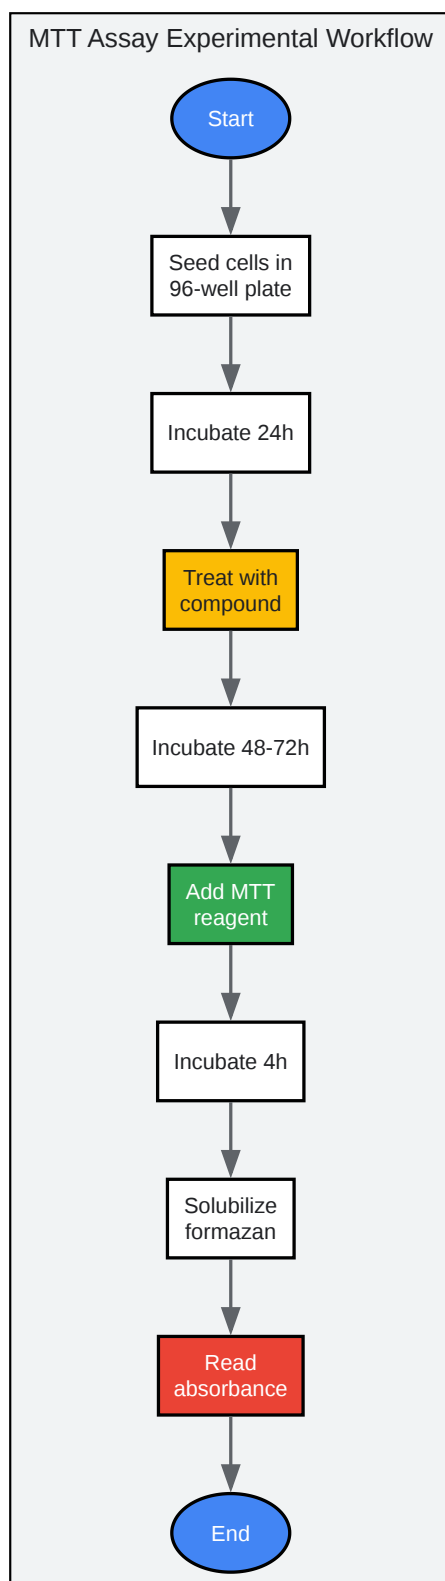 MTT Assay Experimental Workflow
Start
Seed cells in
96-well plate
Incubate 24h
Treat with
compound
Incubate 48-72h
Add MTT
reagent
Incubate 4h
Solubilize
formazan
Read
absorbance
End